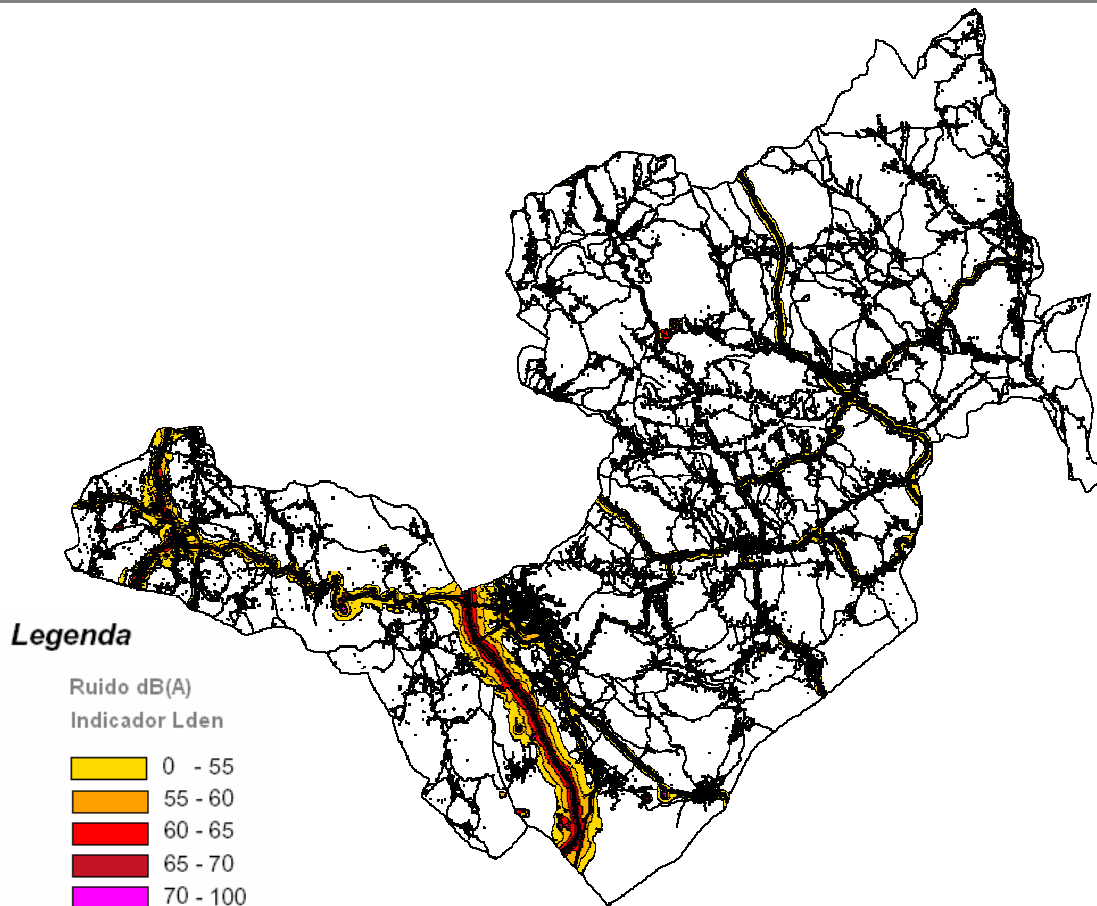 Legenda
Ruido dB(A)
Indicador Lden
0 - 55
55 - 60
60 - 65
65 - 70
70 - 100